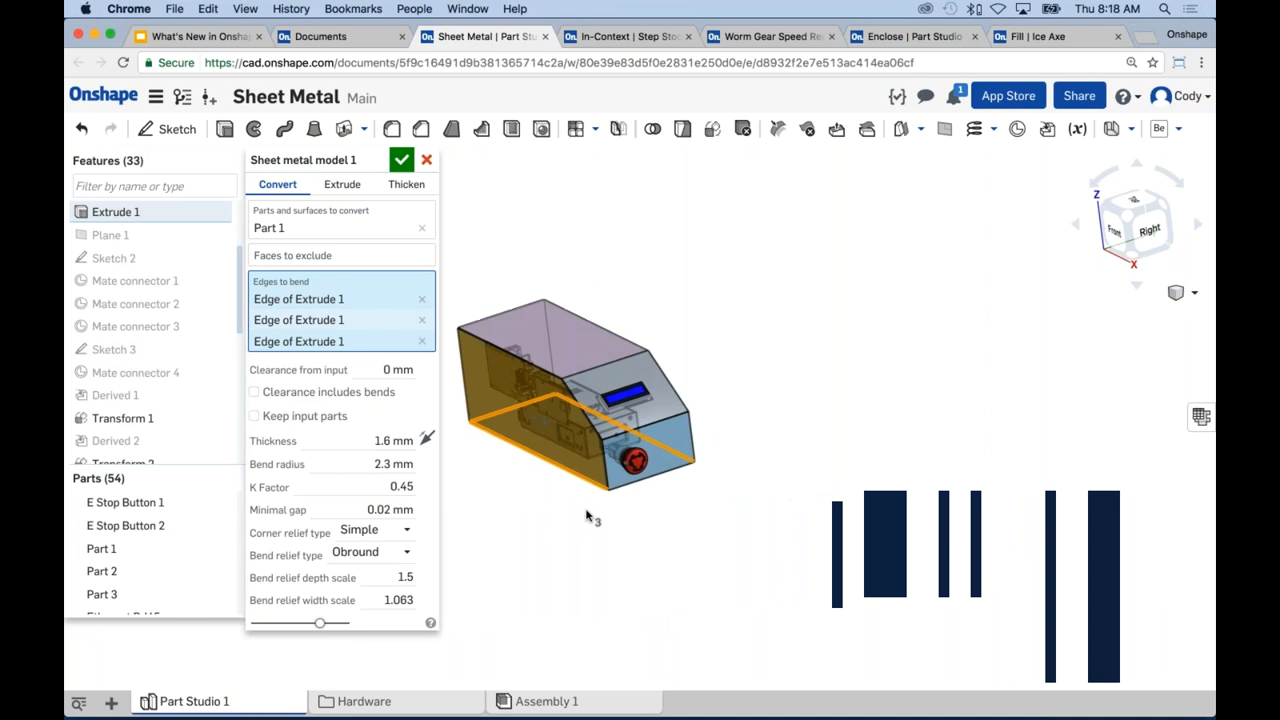 Chrome File Edit View History Bookmarks People Window Help Thu 8:18 AM
What's New in Onsha Documents Sheet Metal | Part Stu In-Context | Step Stoo Worm Gear Speed Re Enclose | Part Studio Fill | Ice Axe Onshape
Secure https://cad.onshape.com/documents/5f9c16491d9b381365714c2a/w/80e39e83d5f0e2831e250d0e/e/d8932f2e7e513ac414ea06cf
Onshape Sheet Metal Main 1 App Store Share Cody
Sketch (x) Be
Features (33)
Filter by name or type
Extrude 1
Plane 1
Sketch 2
Mate connector 1
Mate connector 2
Mate connector 3
Sketch 3
Mate connector 4
Derived 1
Transform 1
Derived 2
Transform 2
Parts (54)
E Stop Button 1
E Stop Button 2
Part 1
Part 2
Part 3
Sheet metal model 1
Convert Extrude Thicken
Parts and surfaces to convert
Part 1
Faces to exclude
Edges to bend
Edge of Extrude 1
Edge of Extrude 1
Edge of Extrude 1
Clearance from input 0 mm
Clearance includes bends
Keep input parts
Thickness 1.6 mm
Bend radius 2.3 mm
K Factor 0.45
Minimal gap 0.02 mm
Corner relief type Simple
Bend relief type Obround
Bend relief depth scale 1.5
Bend relief width scale 1.063
3
Z
Front Right
X
Part Studio 1 Hardware Assembly 1